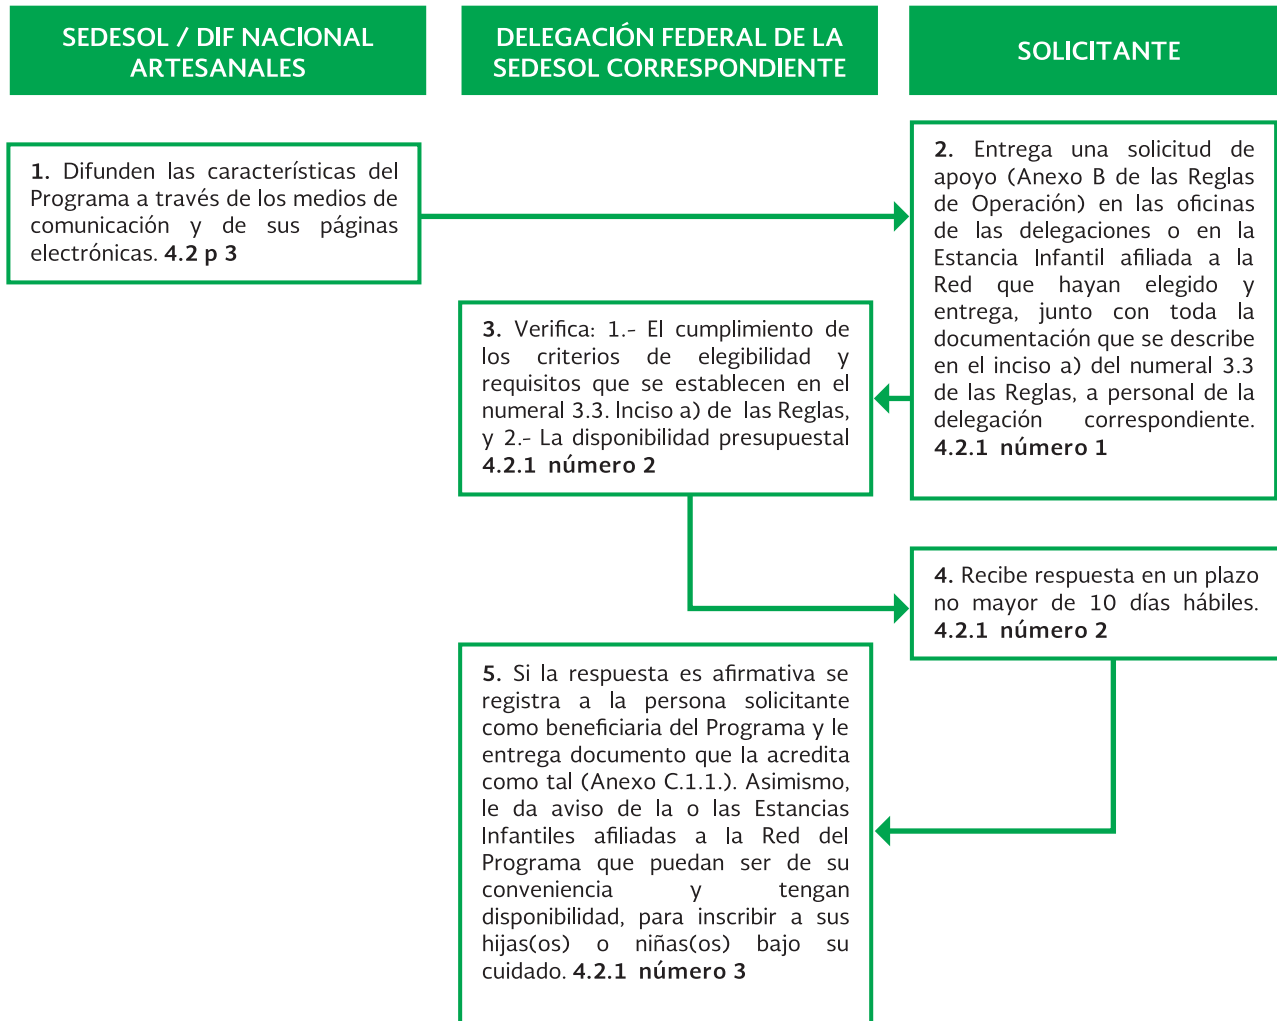 SEDESOL / DIF NACIONAL
ARTESANALES
DELEGACIÓN FEDERAL DE LA
SEDESOL CORRESPONDIENTE
SOLICITANTE
1. Difunden las características del
Programa a través de los medios de
comunicación y de sus páginas
electrónicas. 4.2 p 3
2. Entrega una solicitud de
apoyo (Anexo B de las Reglas
de Operación) en las oficinas
de las delegaciones o en la
Estancia Infantil afiliada a la
Red que hayan elegido y
entrega, junto con toda la
documentación que se describe
en el inciso a) del numeral 3.3
de las Reglas, a personal de la
delegación correspondiente.
4.2.1 número 1
3. Verifica: 1.- El cumplimiento de
los criterios de elegibilidad y
requisitos que se establecen en el
numeral 3.3. Inciso a) de las Reglas,
y 2.- La disponibilidad presupuestal
4.2.1 número 2
4. Recibe respuesta en un plazo
no mayor de 10 días hábiles.
4.2.1 número 2
5. Si la respuesta es afirmativa se
registra a la persona solicitante
como beneficiaria del Programa y le
entrega documento que la acredita
como tal (Anexo C.1.1.). Asimismo,
le da aviso de la o las Estancias
Infantiles afiliadas a la Red del
Programa que puedan ser de su
conveniencia y tengan
disponibilidad, para inscribir a sus
hijas(os) o niñas(os) bajo su
cuidado. 4.2.1 número 3